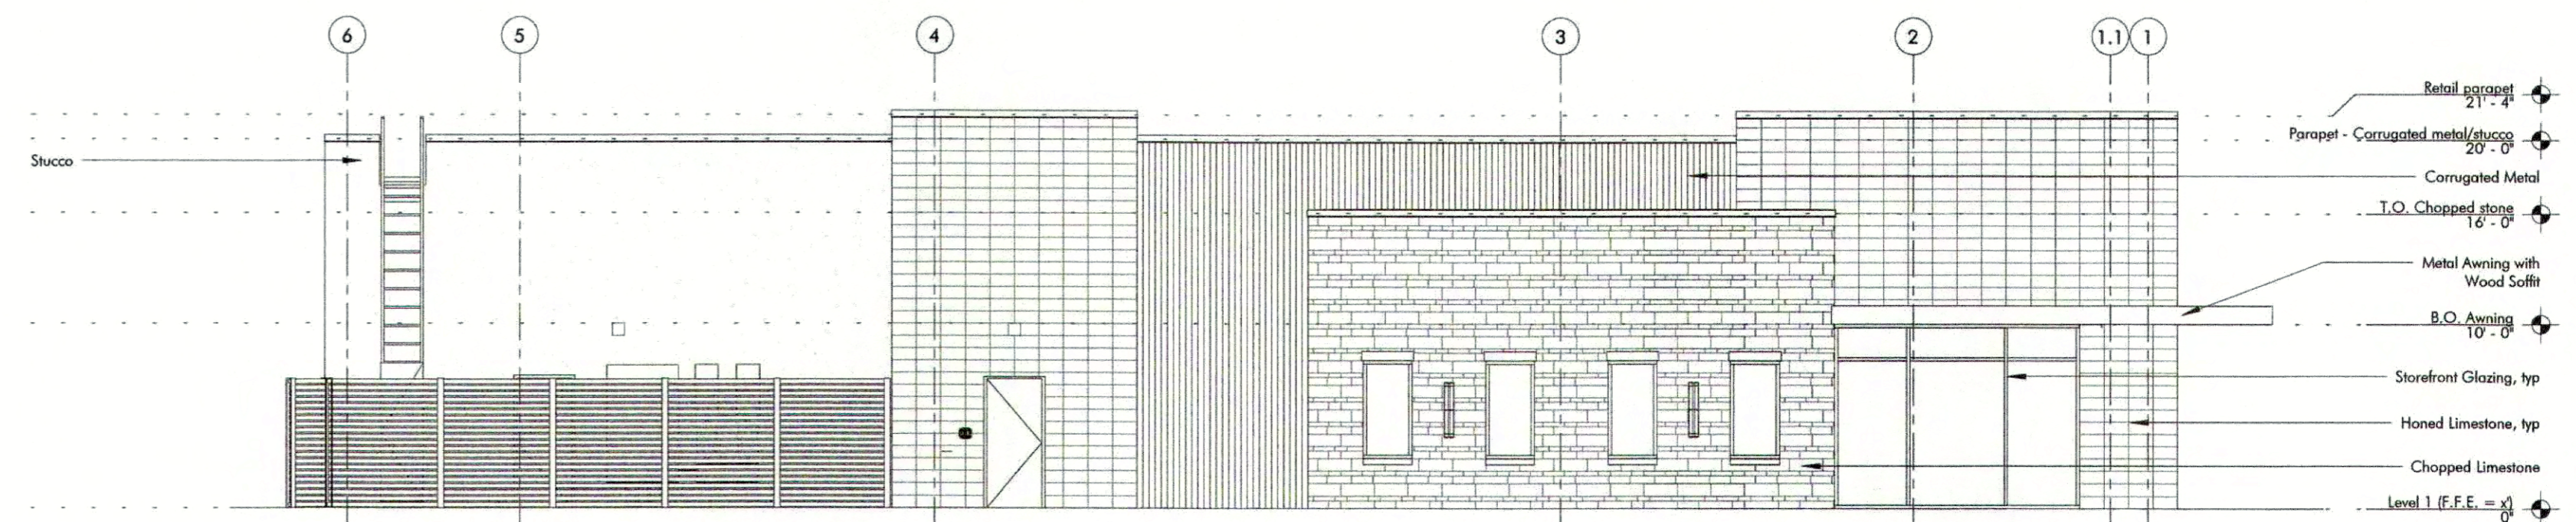 6
5
4
3
2
1.1
1
Retail parapet
21' - 4"
Parapet - Corrugated metal/stucco
20' - 0"
Stucco
Corrugated Metal
T.O. Chopped stone
16' - 0"
Metal Awning with
Wood Soffit
B.O. Awning
10' - 0"
Storefront Glazing, typ
Honed Limestone, typ
Chopped Limestone
Level 1 (F.F.E. = x')
0"